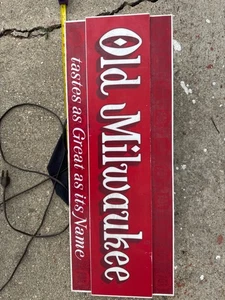 Old Milwaukee
tastes as Great as its Name